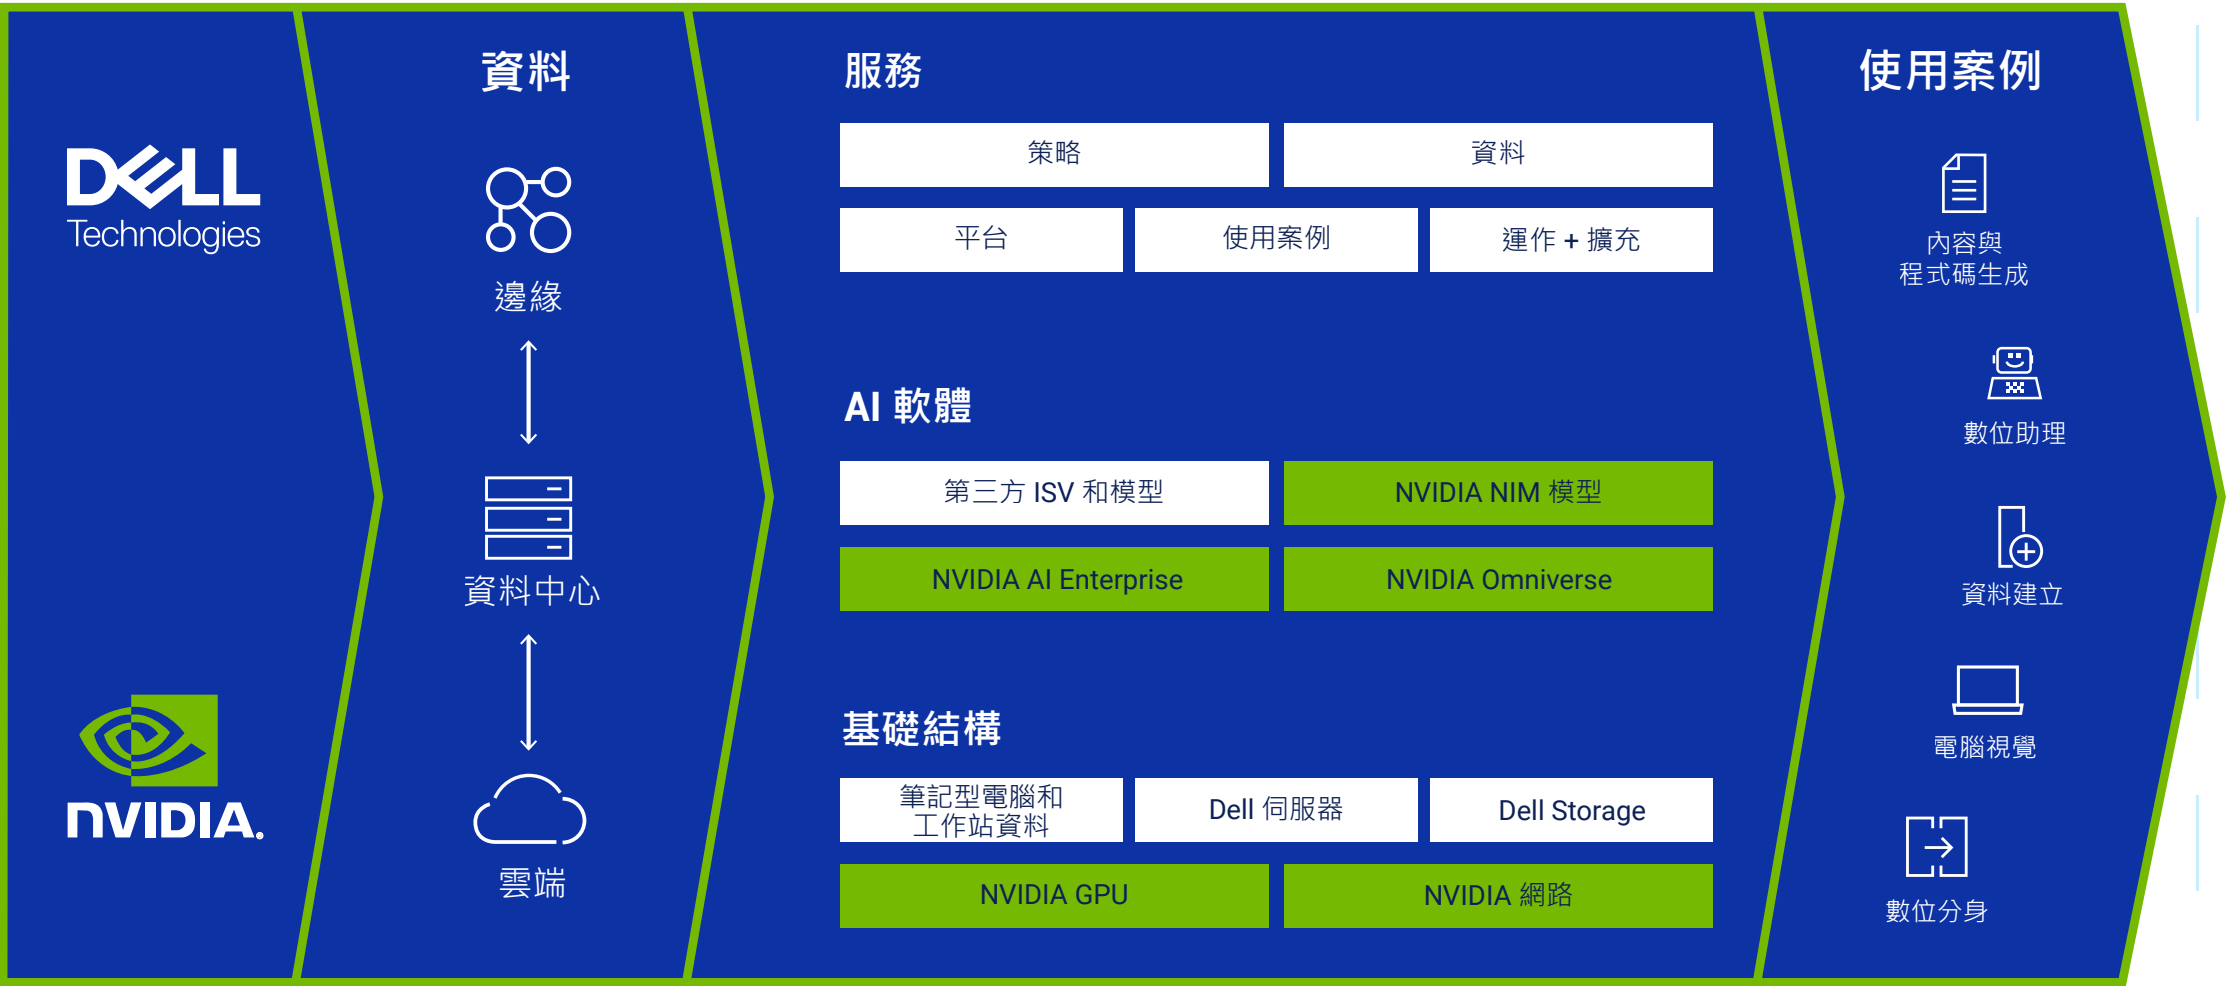 DELL
Technologies
NVIDIA.
資料
邊緣
資料中心
雲端
服務
策略
資料
平台
使用案例
運作 + 擴充
AI 軟體
第三方 ISV 和模型
NVIDIA NIM 模型
NVIDIA AI Enterprise
NVIDIA Omniverse
基礎結構
筆記型電腦和
工作站資料
Dell 伺服器
Dell Storage
NVIDIA GPU
NVIDIA 網路
使用案例
內容與
程式碼生成
數位助理
資料建立
電腦視覺
數位分身